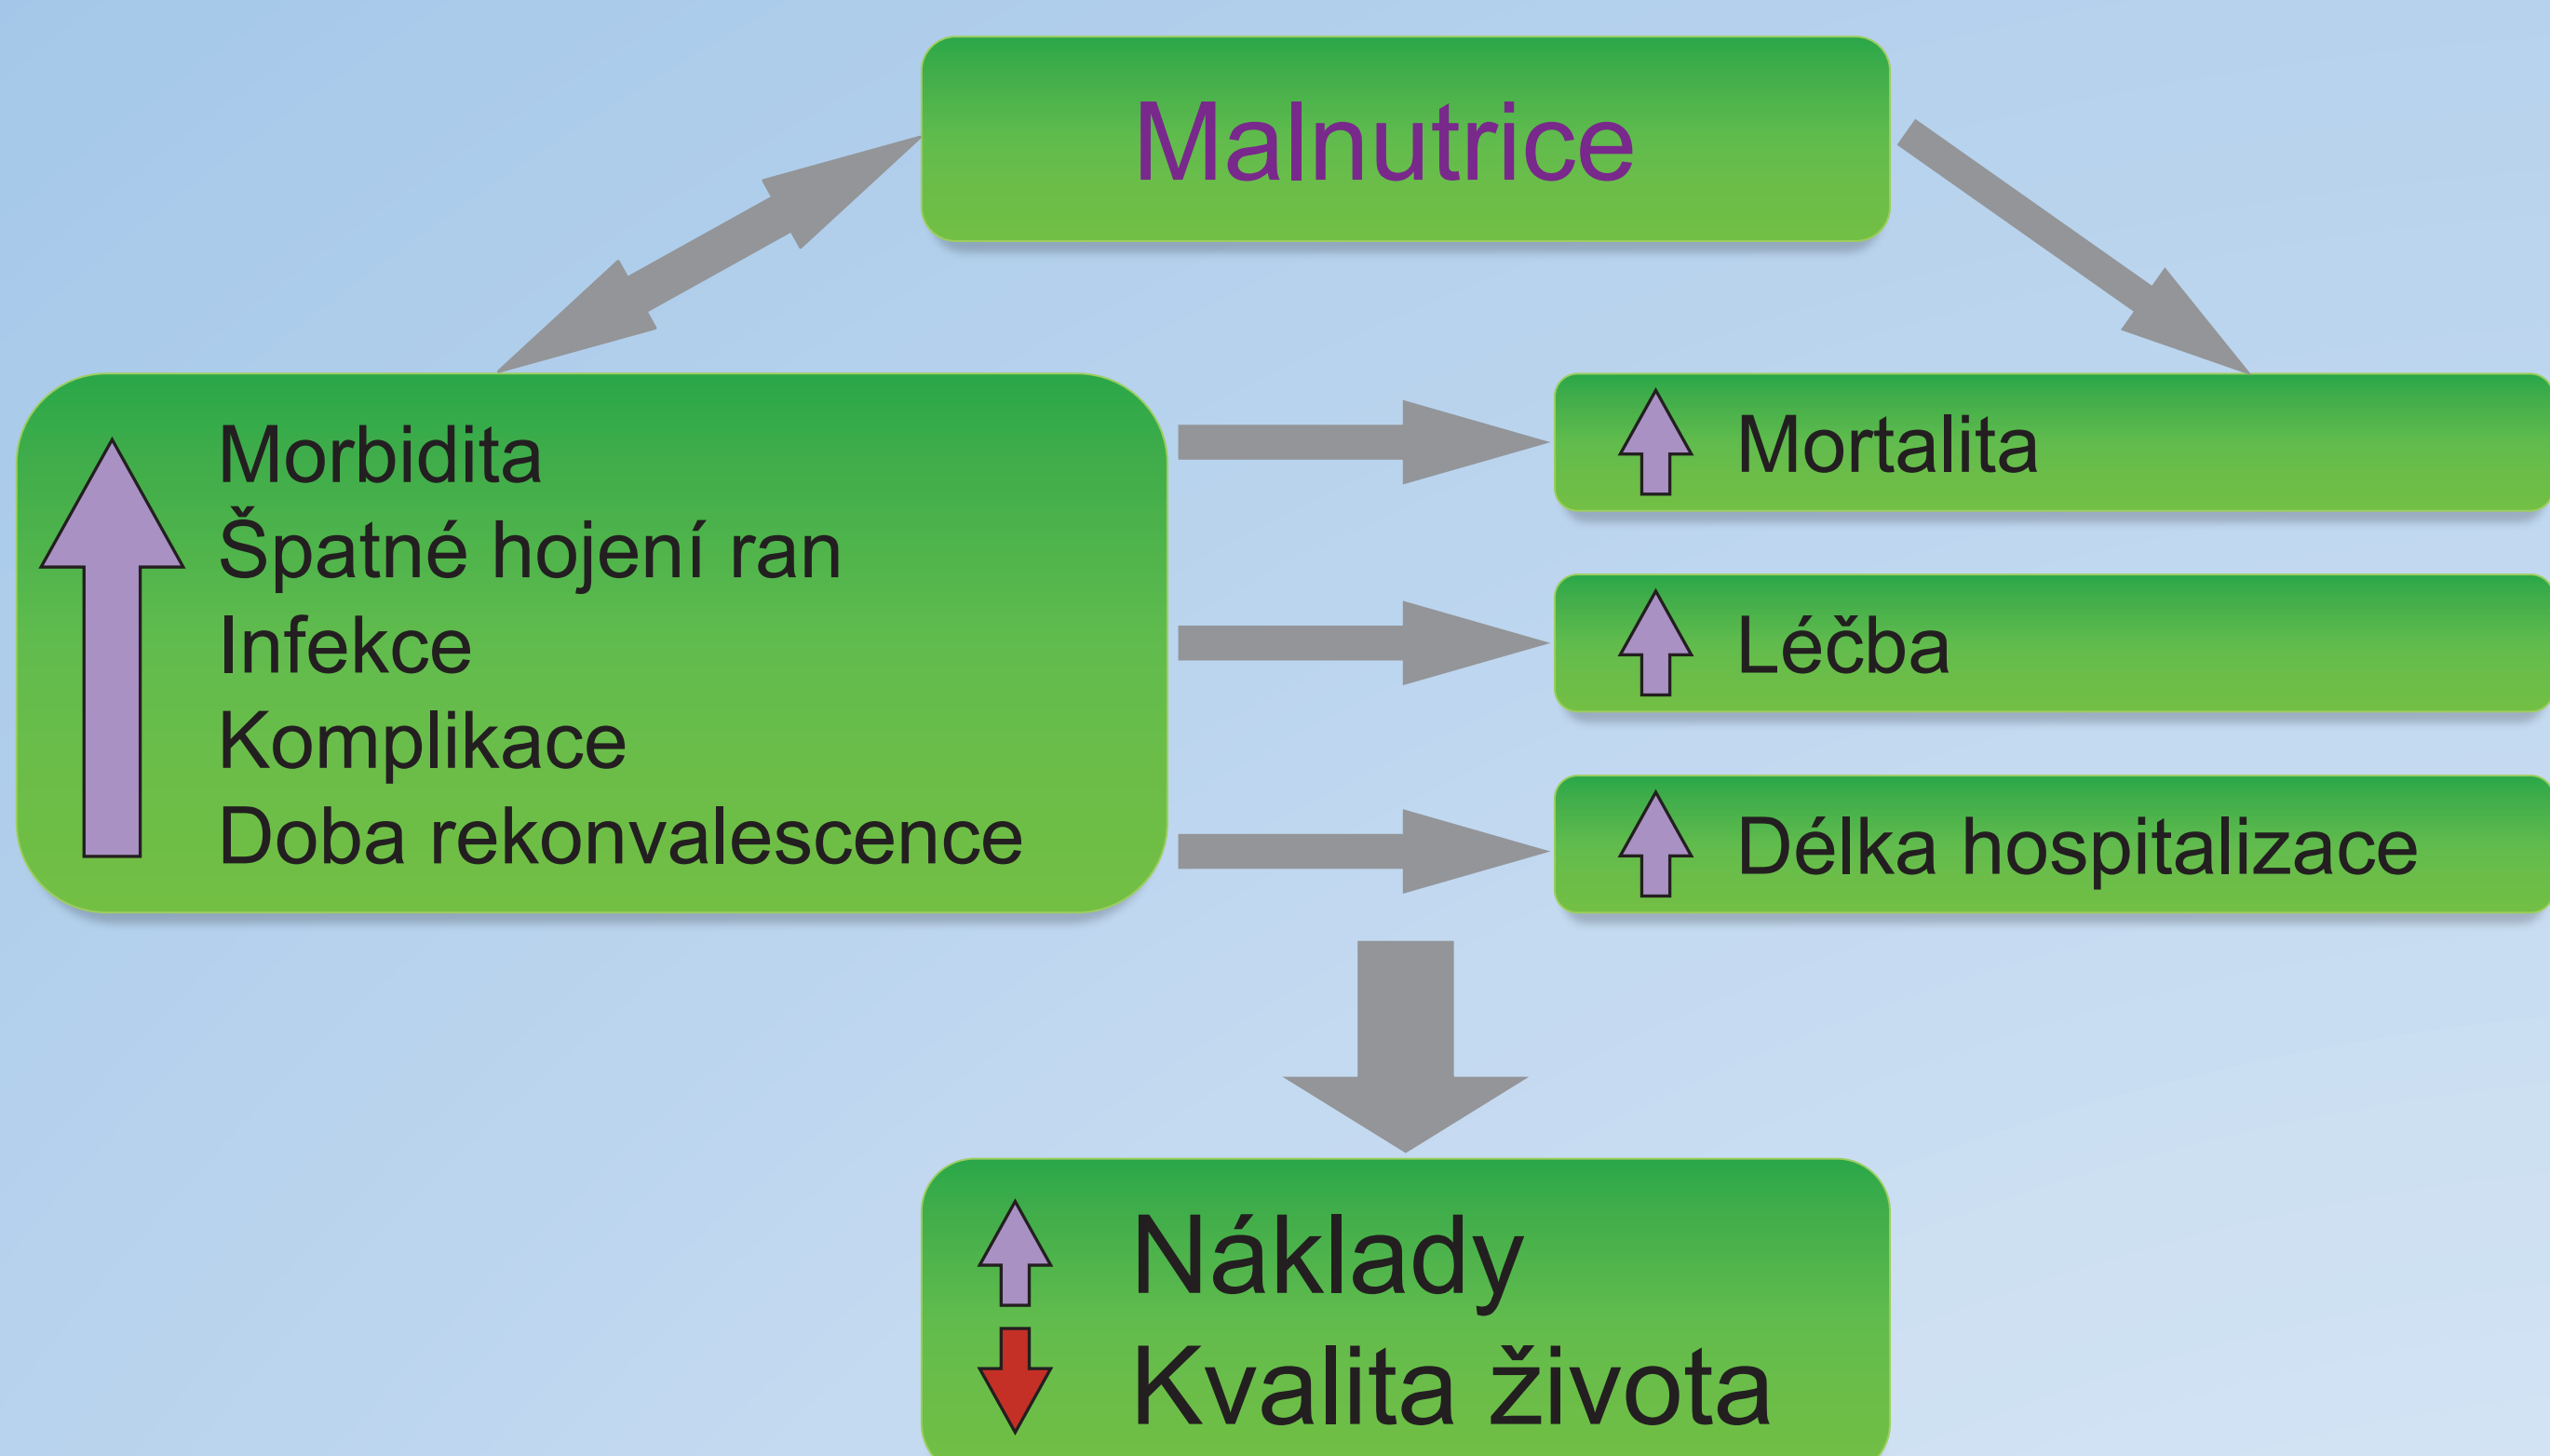 Malnutrice
Morbidita
Špatné hojení ran
Infekce
Komplikace
Doba rekonvalescence
Mortalita
Léčba
Délka hospitalizace
Náklady
Kvalita života